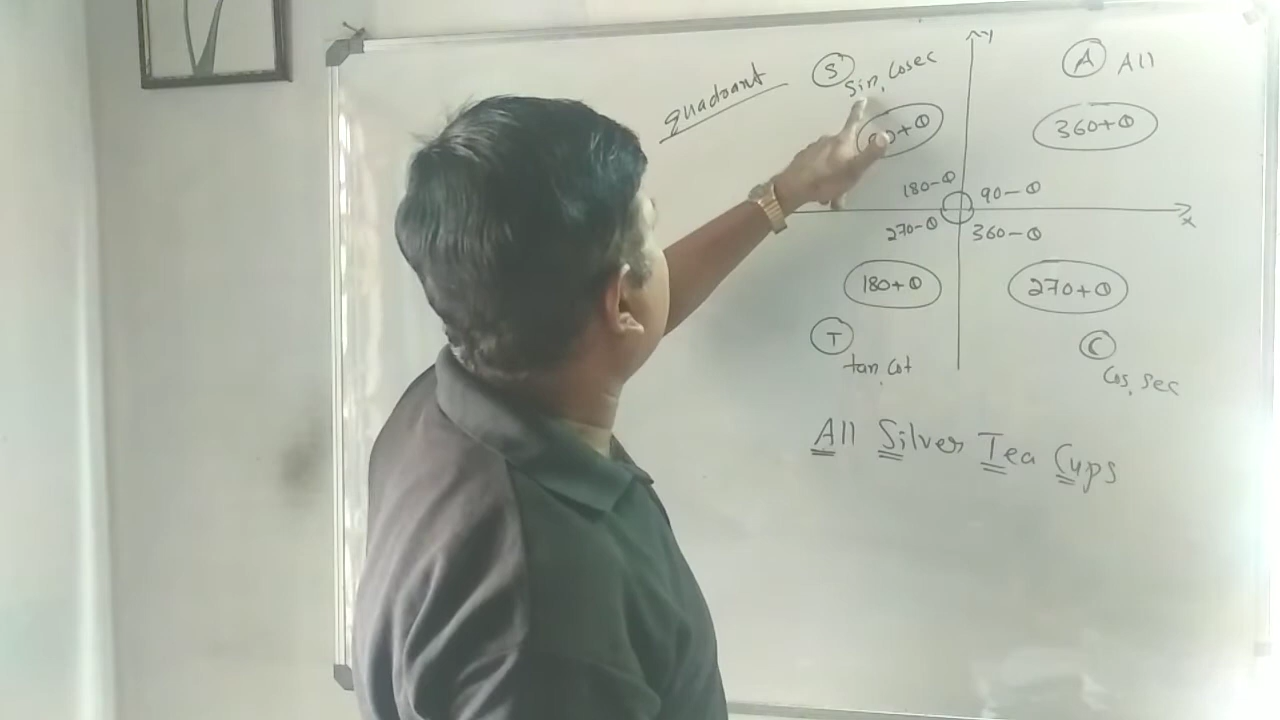 quadrant
S
sin, cosec
y
A All
360+θ
180-θ 90-θ
x
270-θ 360-θ
180+θ 270+θ
T
tan, cot
C
cos, sec
All Silver Tea Cups